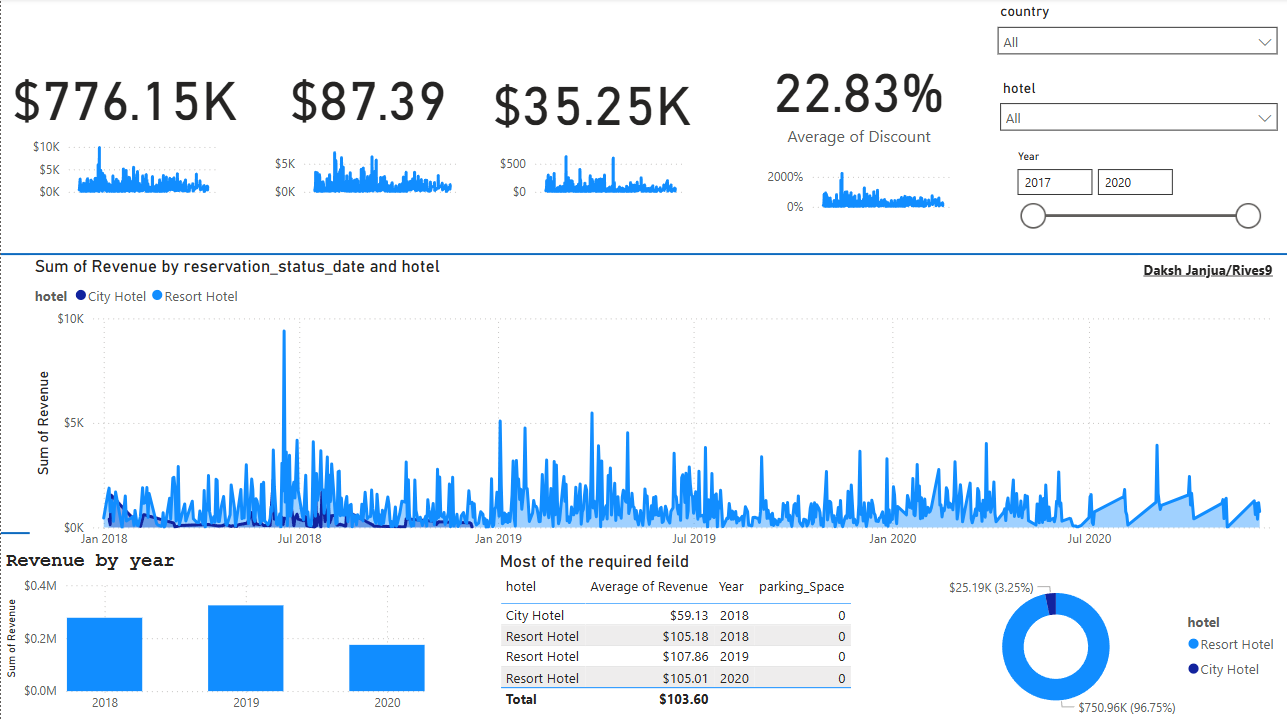 country
All
hotel
All
Year
2017 2020
$776.15K
$10K
$5K
$0K
$87.39
$5K
$0K
$35.25K
$500
$0
22.83%
Average of Discount
2000%
0%
Sum of Revenue by reservation_status_date and hotel
Daksh Janjua/Rives9
hotel City Hotel Resort Hotel
Sum of Revenue
$10K
$5K
$0K
Jan 2018 Jul 2018 Jan 2019 Jul 2019 Jan 2020 Jul 2020
Revenue by year
Sum of Revenue
$0.4M
$0.2M
$0.0M
2018 2019 2020
Most of the required feild
hotel Average of Revenue Year parking_Space
City Hotel $59.13 2018 0
Resort Hotel $105.18 2018 0
Resort Hotel $107.86 2019 0
Resort Hotel $105.01 2020 0
Total $103.60
$25.19K (3.25%)
$750.96K (96.75%)
hotel
Resort Hotel
City Hotel